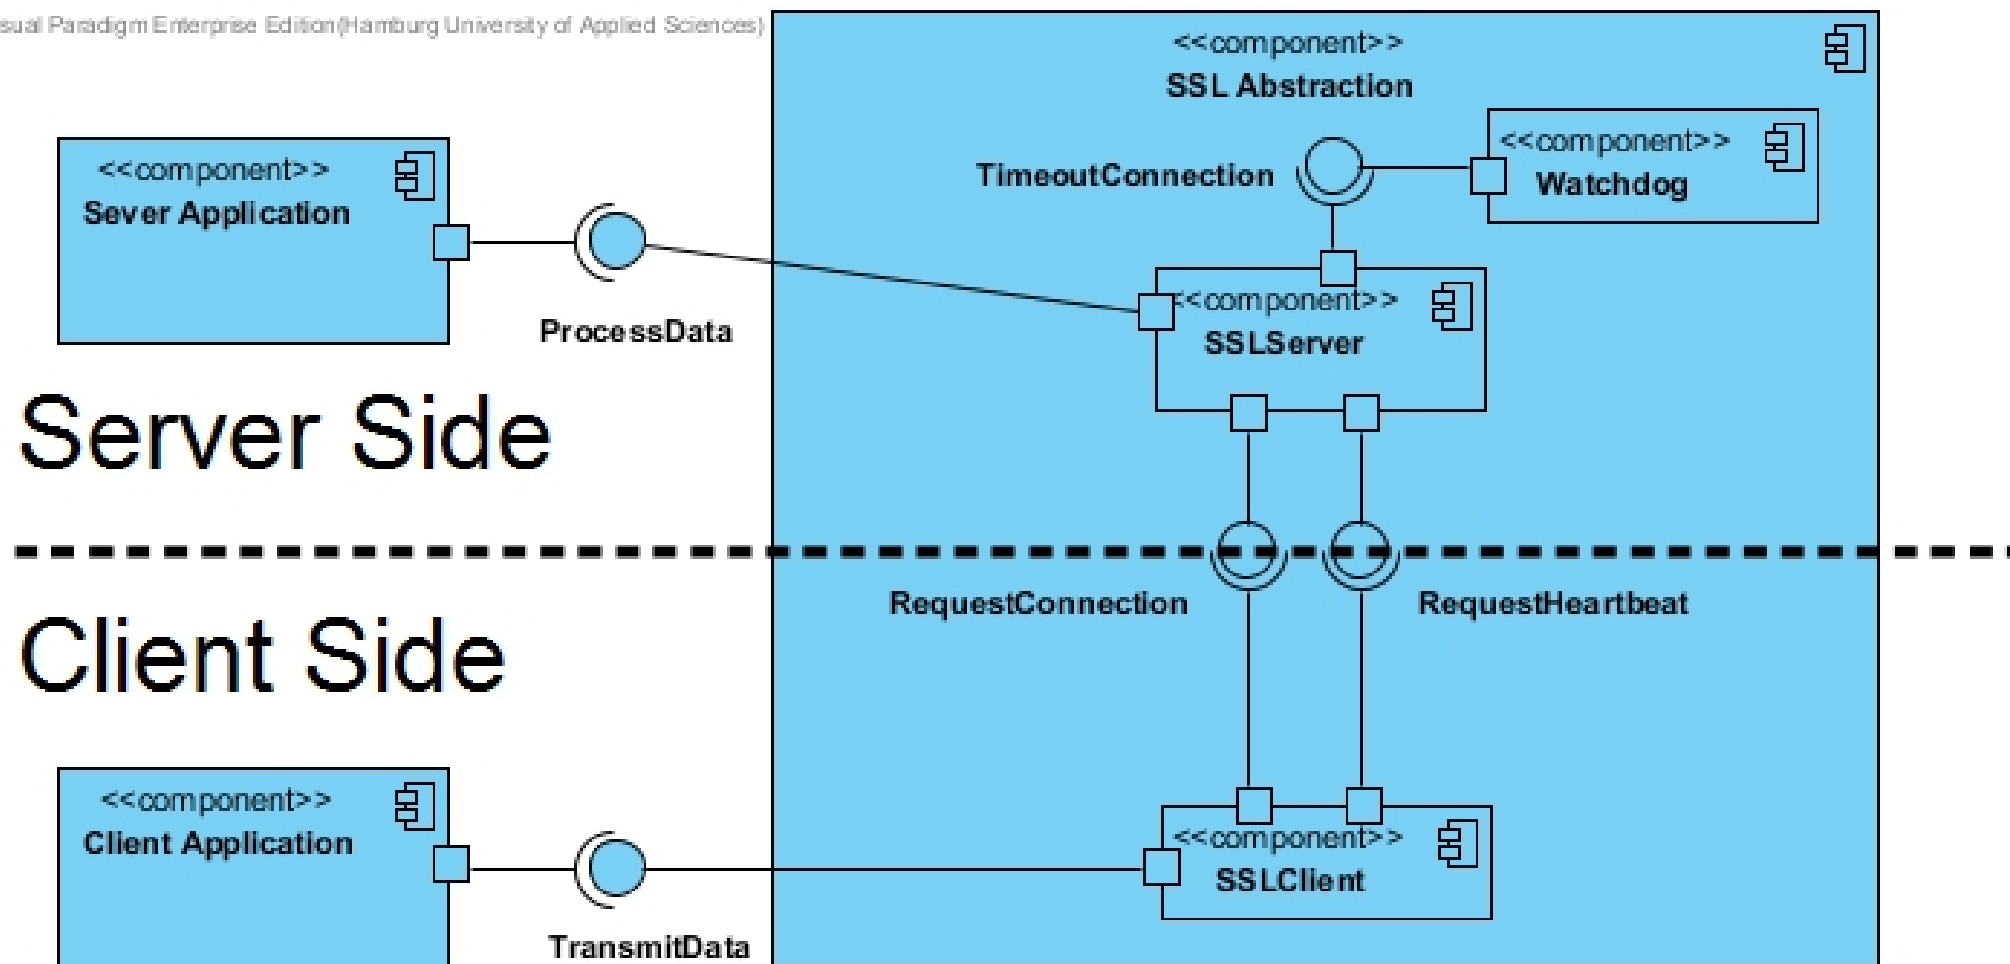 sual Paradigm Enterprise Edition(Hamburg University of Applied Sciences)
<<component>>
SSL Abstraction
<<component>>
Watchdog
TimeoutConnection
<<component>>
Sever Application
ProcessData
<<component>>
SSLServer
Server Side
RequestConnection
RequestHeartbeat
Client Side
<<component>>
Client Application
<<component>>
SSLClient
TransmitData